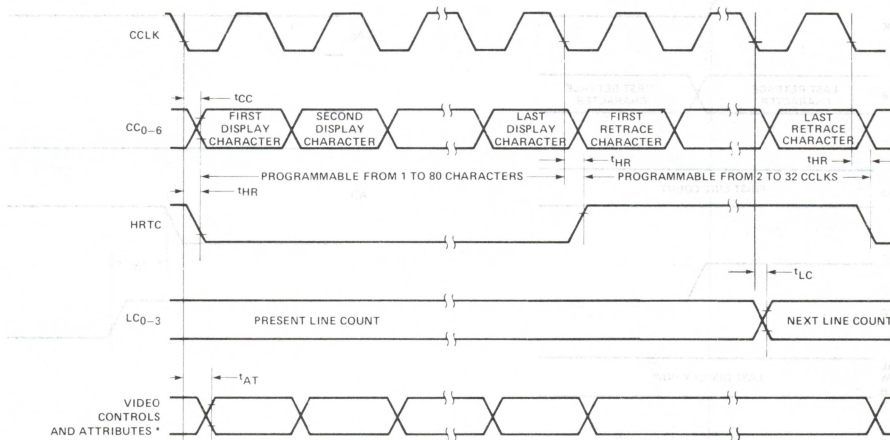 CCLK
tCC
CC0–6
FIRST DISPLAY CHARACTER
SECOND DISPLAY CHARACTER
LAST DISPLAY CHARACTER
FIRST RETRACE CHARACTER
LAST RETRACE CHARACTER
tHR
tHR
PROGRAMMABLE FROM 1 TO 80 CHARACTERS
PROGRAMMABLE FROM 2 TO 32 CCLKS
tHR
HRTC
tLC
LC0–3
PRESENT LINE COUNT
NEXT LINE COUNT
tAT
VIDEO
CONTROLS
AND ATTRIBUTES *